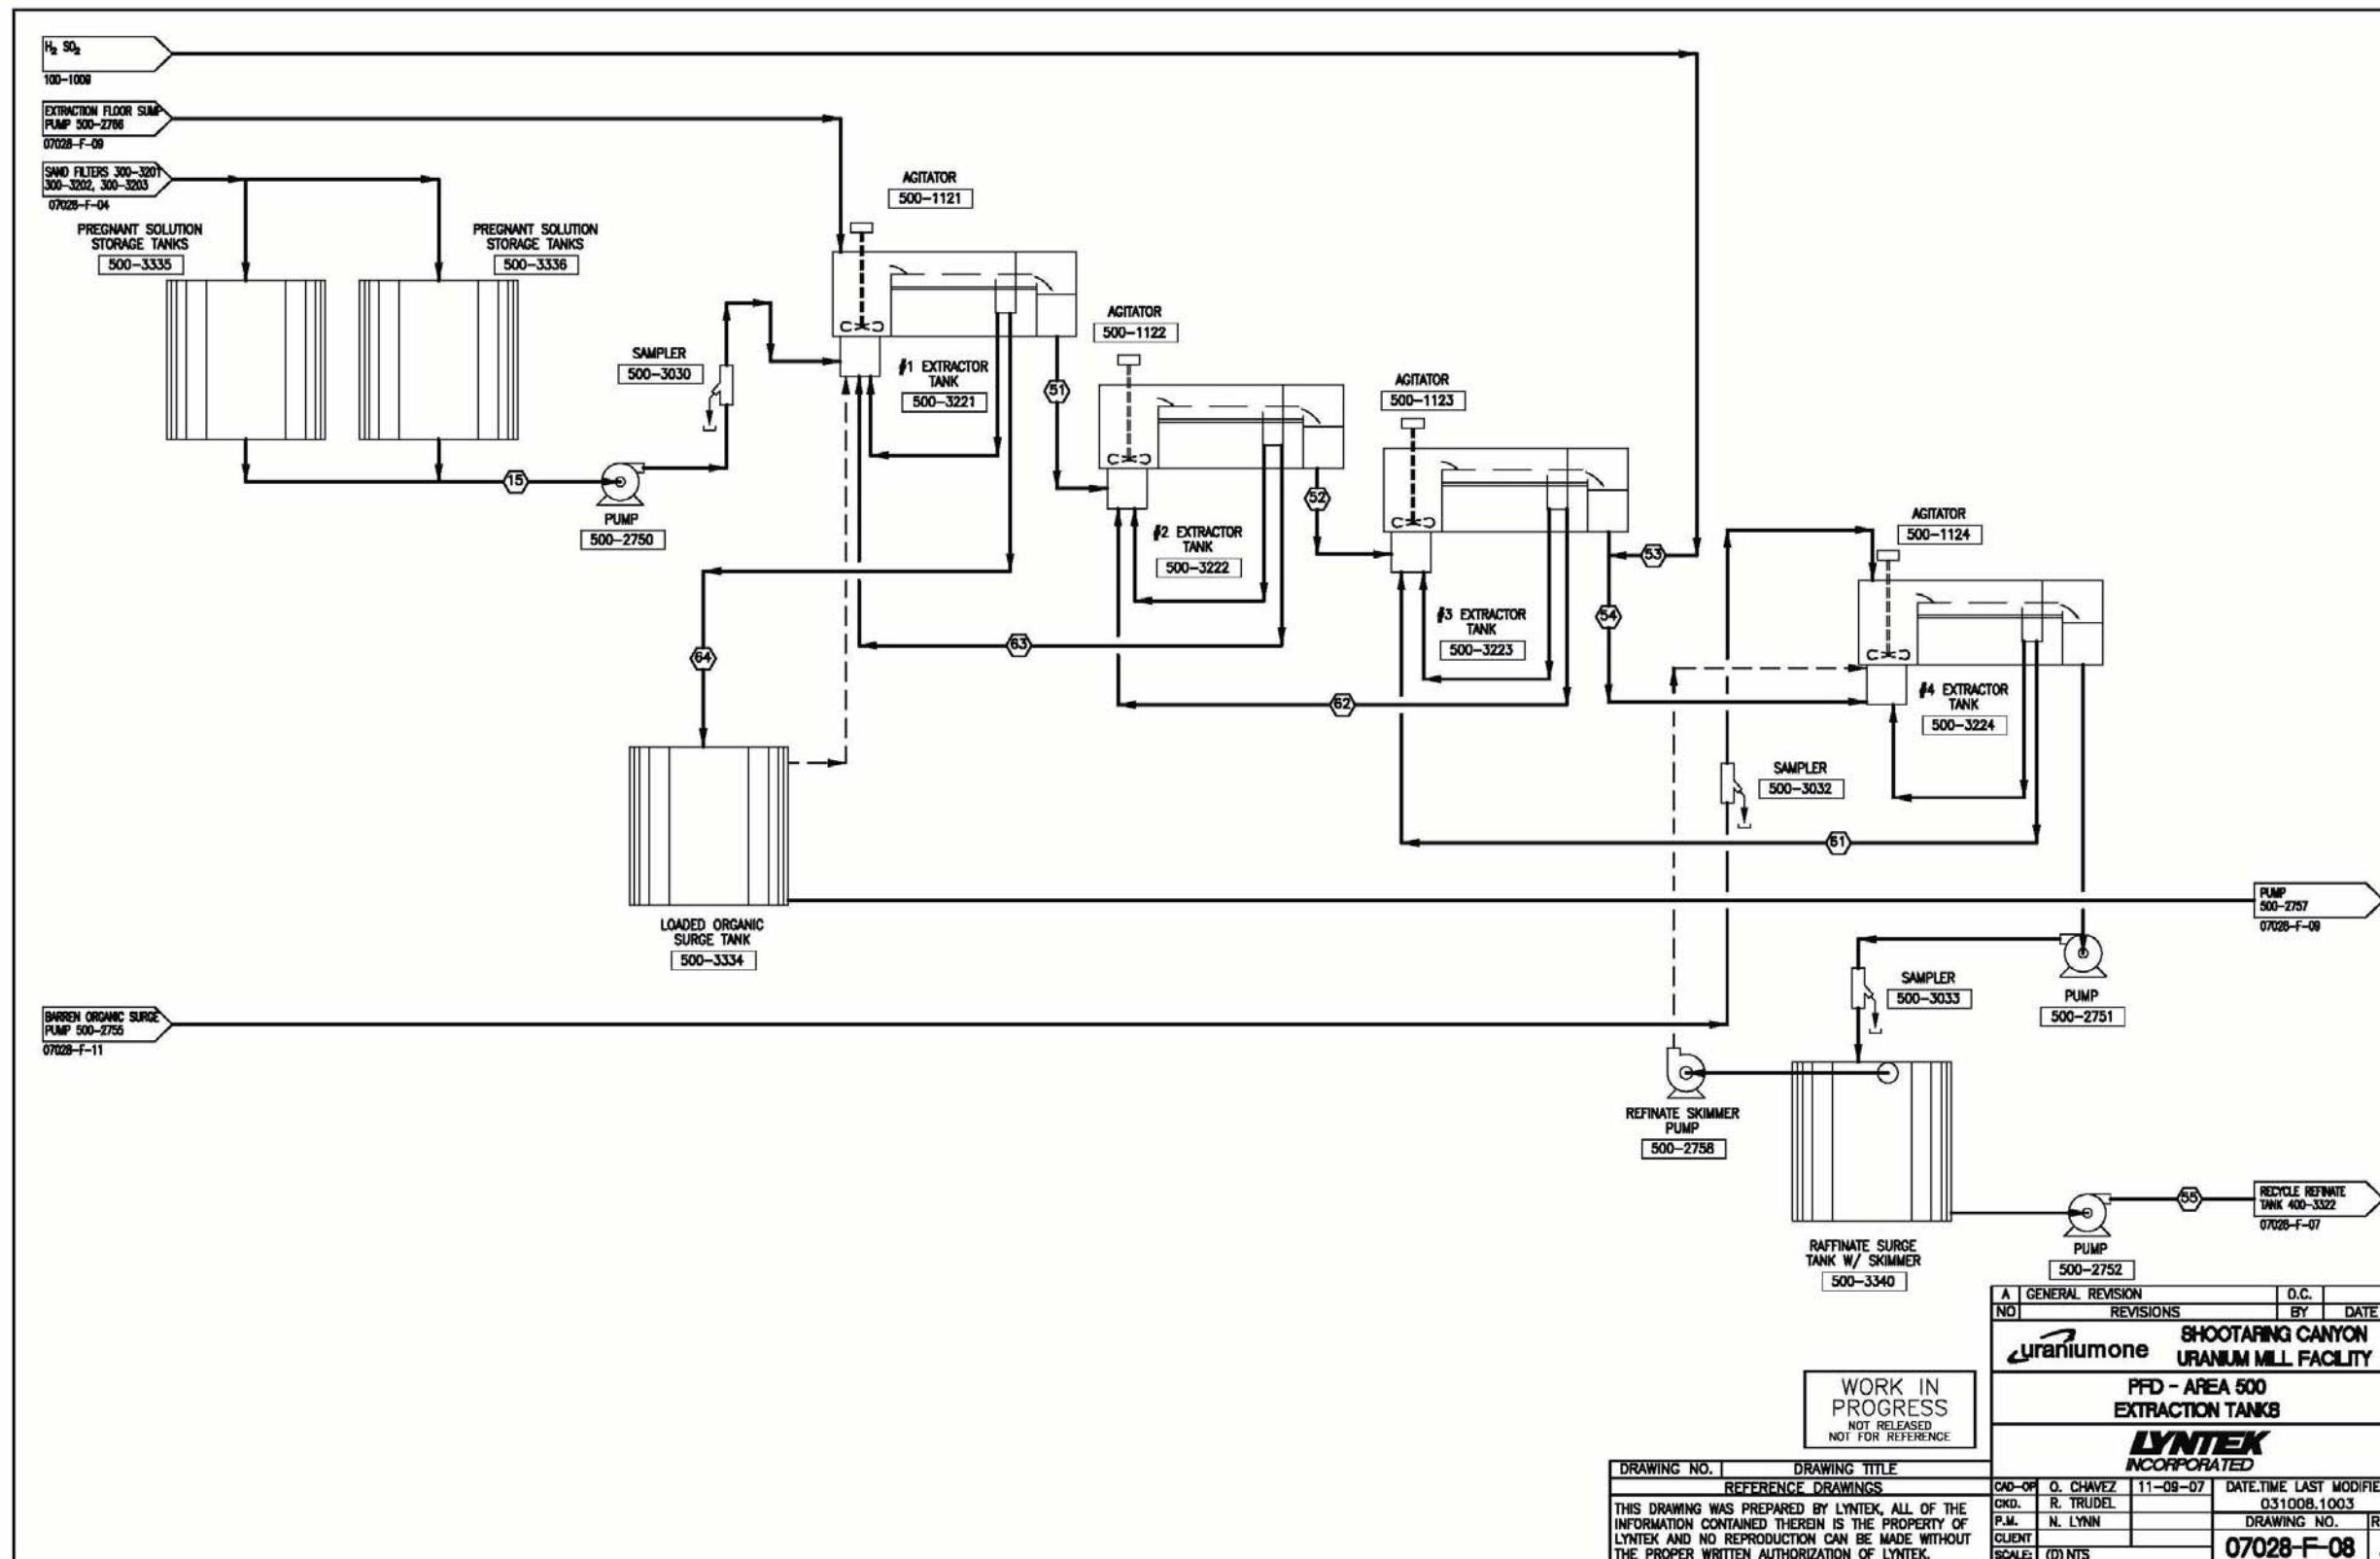 H2 SO2
100-1009
EXTRACTION FLOOR SUMP
PUMP 500-2766
07028-F-09
SAND FILTERS 300-3201
300-3202, 300-3203
07028-F-04
PREGNANT SOLUTION
STORAGE TANKS
500-3335
PREGNANT SOLUTION
STORAGE TANKS
500-3336
AGITATOR
500-1121
SAMPLER
500-3030
#1 EXTRACTOR
TANK
500-3221
15
PUMP
500-2750
51
AGITATOR
500-1122
#2 EXTRACTOR
TANK
500-3222
52
AGITATOR
500-1123
#3 EXTRACTOR
TANK
500-3223
53
54
AGITATOR
500-1124
#4 EXTRACTOR
TANK
500-3224
64
63
62
61
SAMPLER
500-3032
LOADED ORGANIC
SURGE TANK
500-3334
PUMP
500-2757
07028-F-09
BARREN ORGANIC SURGE
PUMP 500-2755
07028-F-11
SAMPLER
500-3033
PUMP
500-2751
REFINATE SKIMMER
PUMP
500-2758
RAFFINATE SURGE
TANK W/ SKIMMER
500-3340
55
PUMP
500-2752
RECYCLE REFINATE
TANK 400-3322
07028-F-07
A GENERAL REVISION O.C.
NO REVISIONS BY DATE
uraniumone
SHOOTARING CANYON
URANIUM MILL FACILITY
PFD - AREA 500
EXTRACTION TANKS
LYNTEK
INCORPORATED
WORK IN
PROGRESS
NOT RELEASED
NOT FOR REFERENCE
DRAWING NO. DRAWING TITLE
REFERENCE DRAWINGS
THIS DRAWING WAS PREPARED BY LYNTEK, ALL OF THE
INFORMATION CONTAINED THEREIN IS THE PROPERTY OF
LYNTEK AND NO REPRODUCTION CAN BE MADE WITHOUT
THE PROPER WRITTEN AUTHORIZATION OF LYNTEK.
CAD-OP O. CHAVEZ 11-09-07
CKD. R. TRUDEL
P.M. N. LYNN
CLIENT
SCALE: (D) NTS
DATE.TIME LAST MODIFIE
031008.1003
DRAWING NO. R
07028-F-08